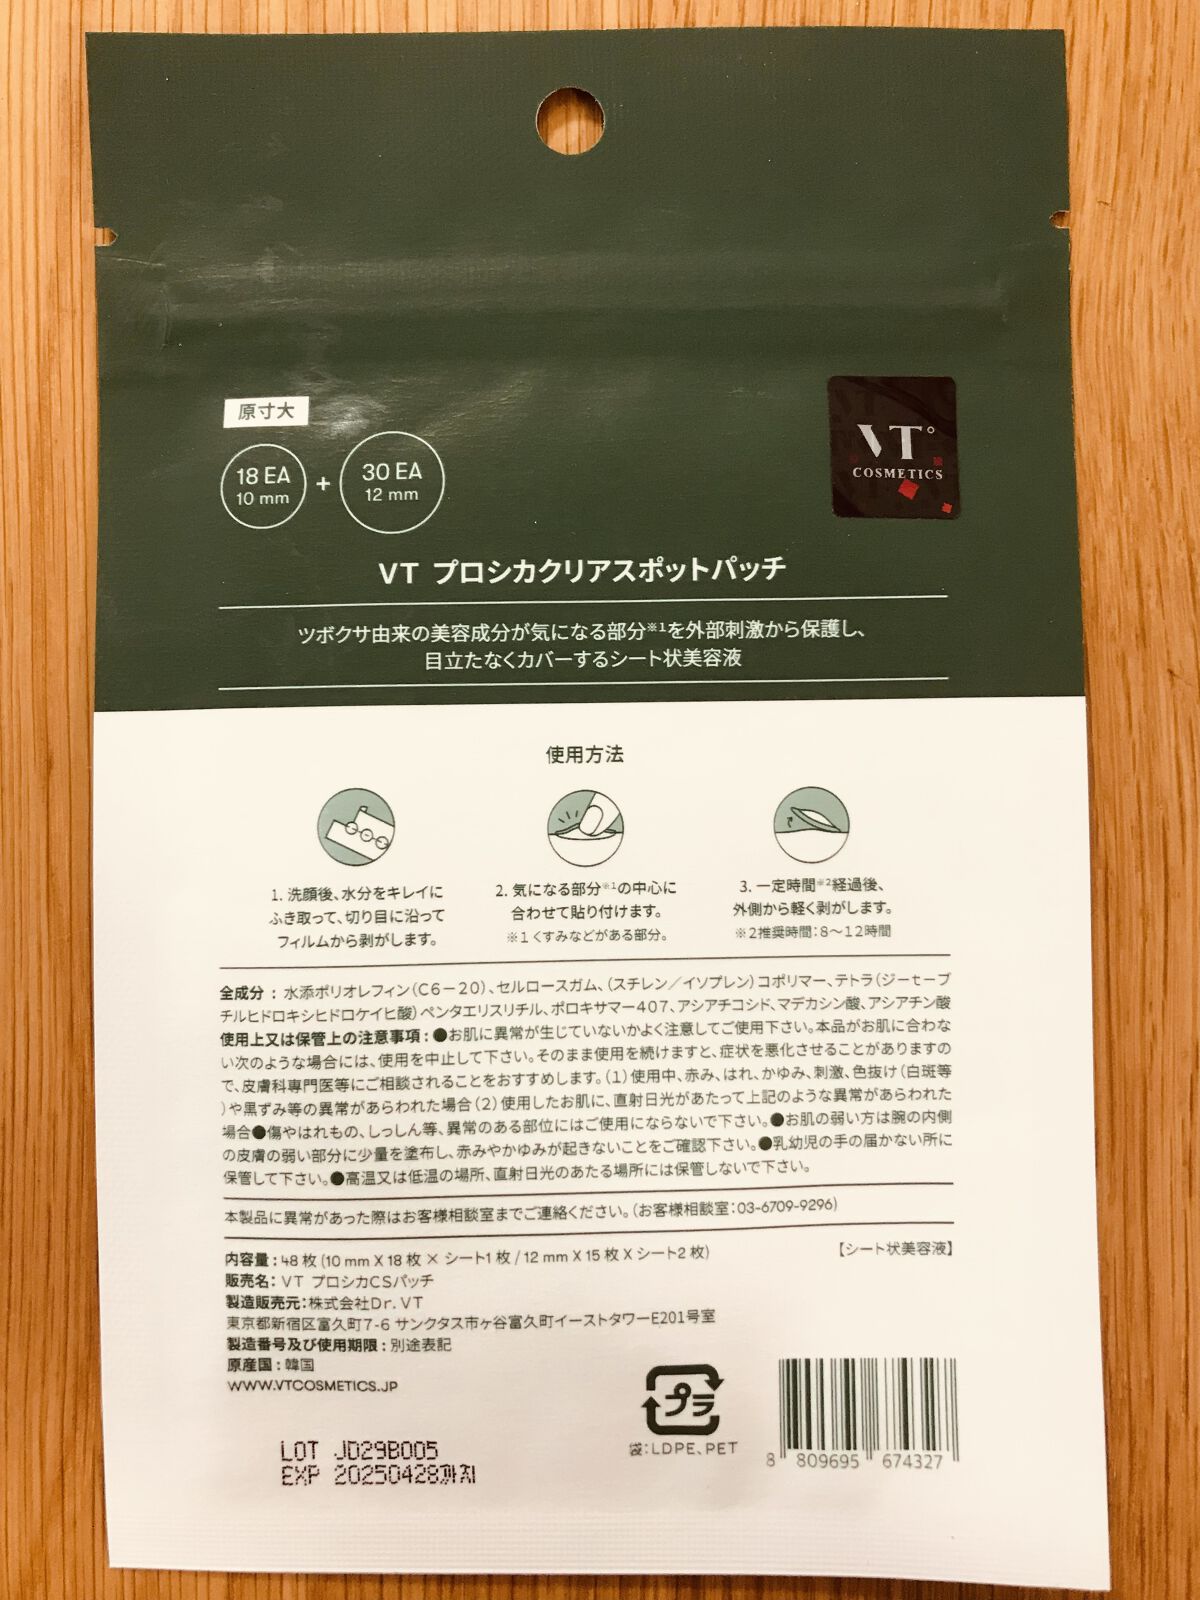 原寸大
18 EA
10 mm
+
30 EA
12 mm
VT°
COSMETICS
VT プロシカクリアスポットパッチ
ツボクサ由来の美容成分が気になる部分※1を外部刺激から保護し、
目立たなくカバーするシート状美容液
使用方法
1. 洗顔後、水分をキレイに
ふき取って、切り目に沿って
フィルムから剥がします。
2. 気になる部分※1の中心に
合わせて貼り付けます。
※1くすみなどがある部分。
3. 一定時間※2経過後、
外側から軽く剥がします。
※2推奨時間：8～12時間
全成分：水添ポリオレフィン（C6－20）、セルロースガム、（スチレン／イソプレン）コポリマー、テトラ（ジーtーブ
チルヒドロキシヒドロケイヒ酸）ペンタエリスリチル、ポロキサマー407、アシアチコシド、マデカシン酸、アシアチン酸
使用上又は保管上の注意事項：●お肌に異常が生じていないかよく注意してご使用下さい。本品がお肌に合わな
い次のような場合には、使用を中止して下さい。そのまま使用を続けますと、症状を悪化させることがありますの
で、皮膚科専門医等にご相談されることをおすすめします。（1）使用中、赤み、はれ、かゆみ、刺激、色抜け（白斑等
）や黒ずみ等の異常があらわれた場合（2）使用したお肌に、直射日光があたって上記のような異常があらわれた
場合●傷やはれもの、しっしん等、異常のある部位にはご使用にならないで下さい。●お肌の弱い方は腕の内側
の皮膚の弱い部分に少量を塗布し、赤みやかゆみが起きないことをご確認下さい。●乳幼児の手の届かない所に
保管して下さい。●高温又は低温の場所、直射日光のあたる場所には保管しないで下さい。
本製品に異常があった際はお客様相談室までご連絡ください。（お客様相談室：03-6709-9296）
内容量：48枚（10 mm X 18枚 × シート1枚 / 12 mm X 15枚 X シート2枚）
【シート状美容液】
販売名：VT プロシカCSパッチ
製造販売元：株式会社Dr. VT
東京都新宿区富久町7-6 サンクタス市ヶ谷富久町イーストタワーE201号室
製造番号及び使用期限：別途表記
原産国：韓国
WWW.VTCOSMETICS.JP
プラ
袋：LDPE、PET
8 809695 674327
LOT JD29B005
EXP 20250428까지